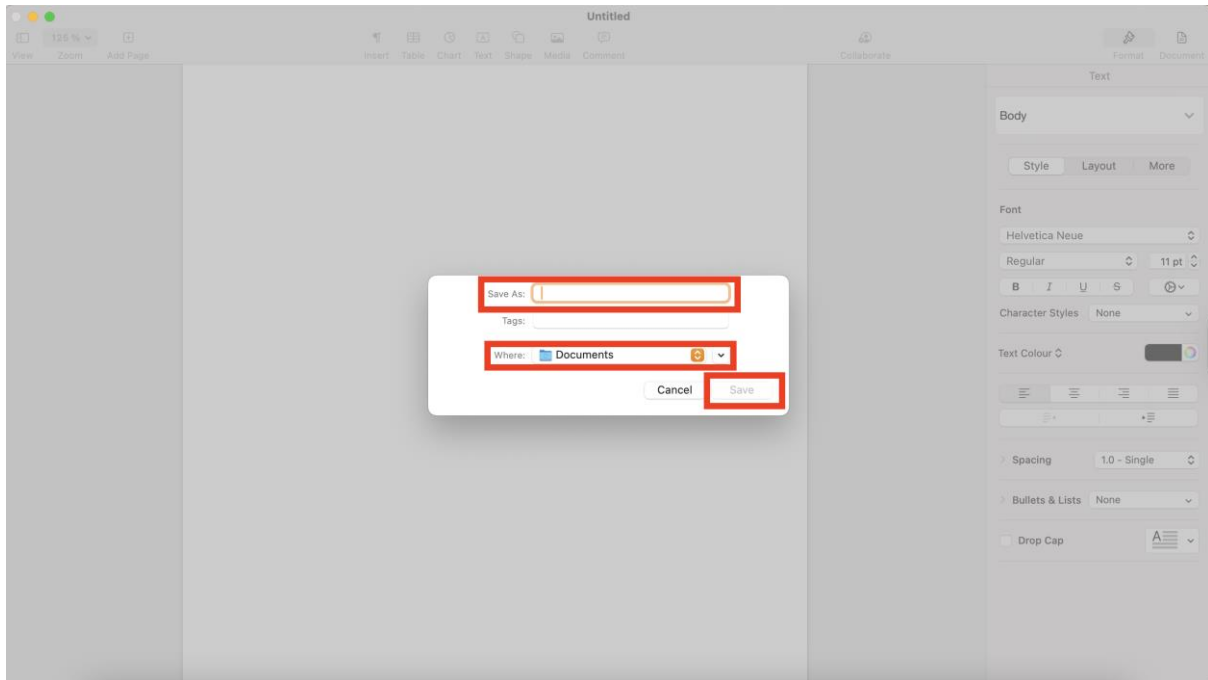 Untitled
125 %
View Zoom Add Page
Insert Table Chart Text Shape Media Comment
Collaborate
Format Document
Text
Body
Style Layout More
Font
Helvetica Neue
Regular 11 pt
B I U S
Character Styles None
Text Colour
Spacing 1.0 – Single
Bullets & Lists None
Drop Cap A
Save As:
Tags:
Where: Documents
Cancel Save